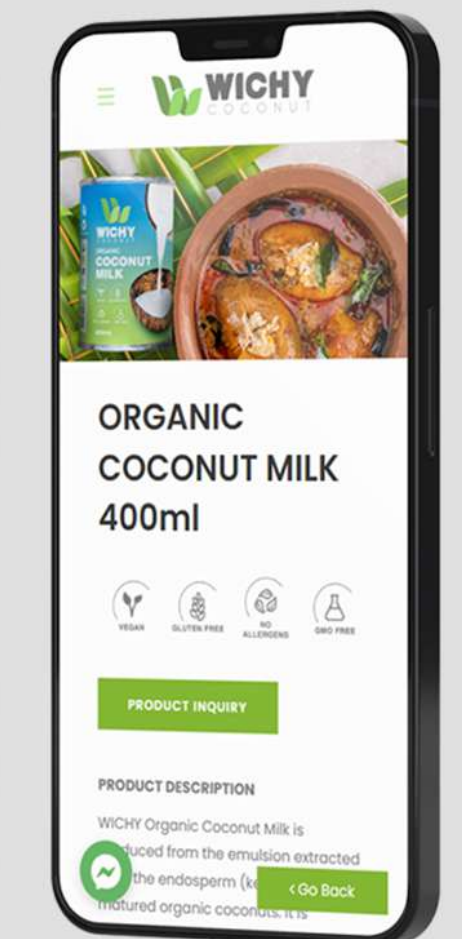 WICHY
COCONUT
WICHY
COCONUT
ORGANIC
COCONUT
MILK
ORGANIC
COCONUT MILK
400ml
VEGAN
GLUTEN FREE
NO
ALLERGENS
GMO FREE
PRODUCT INQUIRY
PRODUCT DESCRIPTION
WICHY Organic Coconut Milk is
duced from the emulsion extracted
the endosperm (ke
‹ Go Back
matured organic coconuts. It is